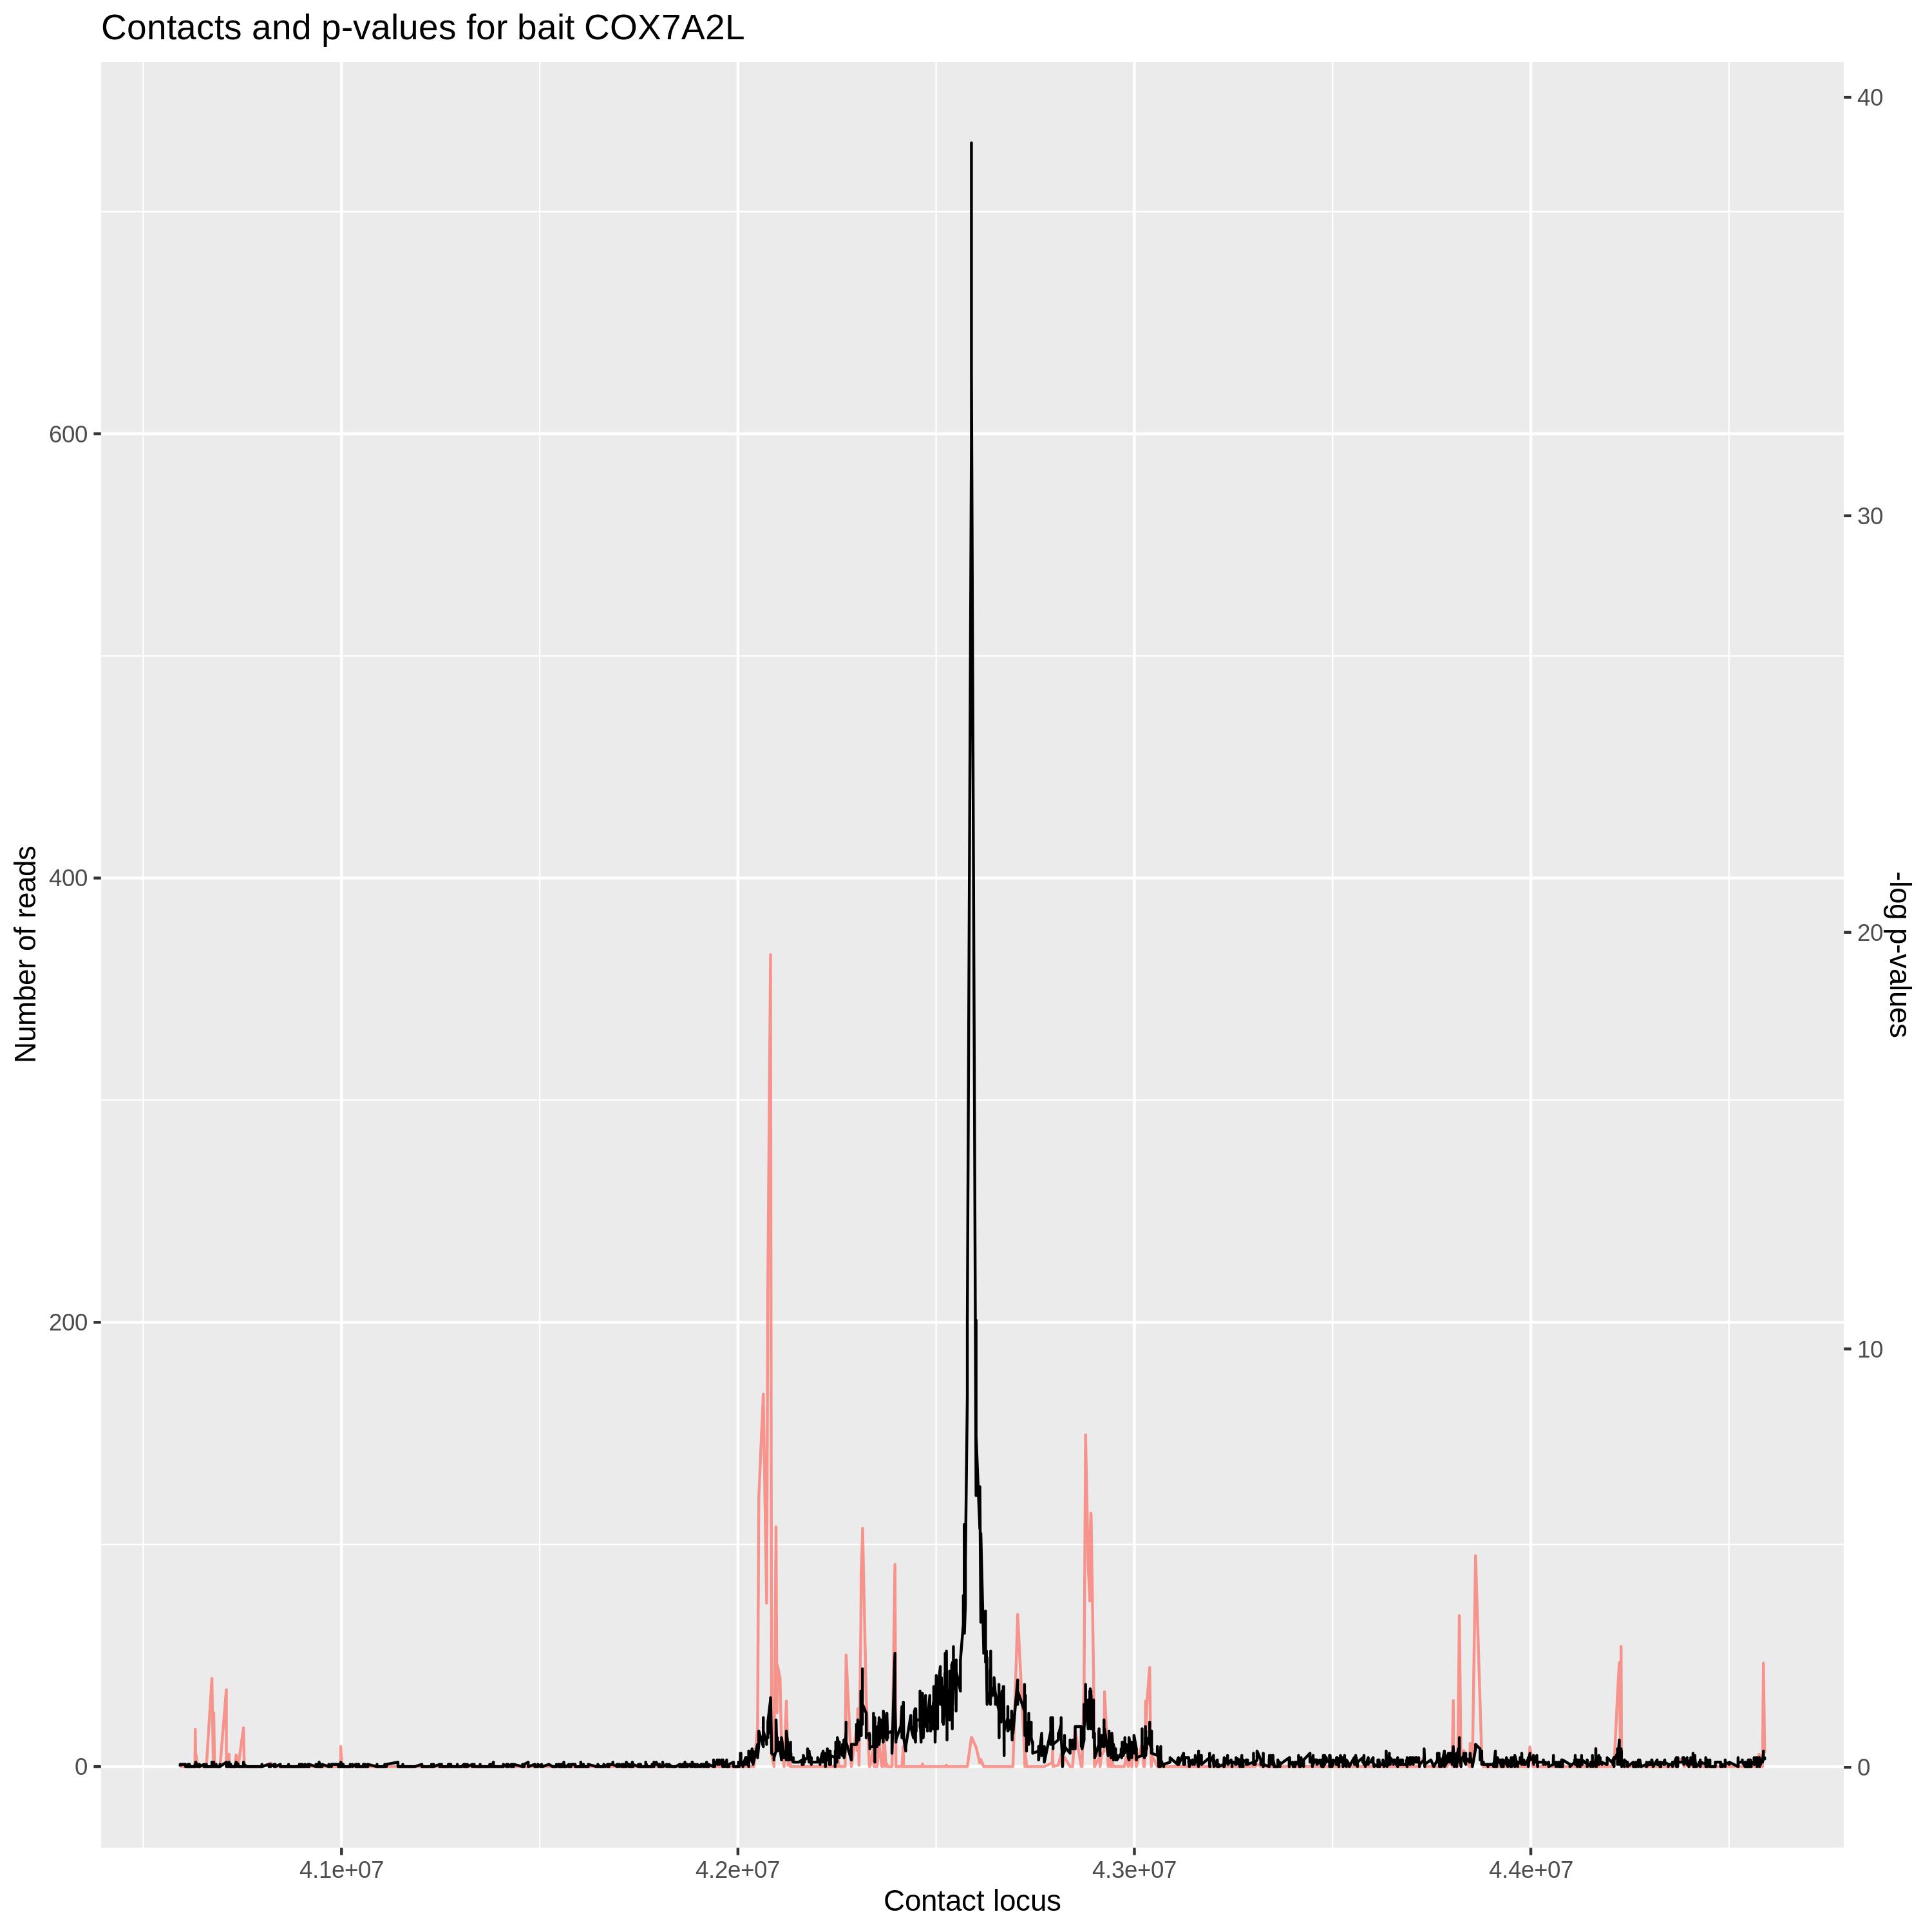 Contacts and p-values for bait COX7A2L
40
600
30
Number of reads
400
20
-log p-values
200
10
0
0
4.1e+07
4.2e+07
4.3e+07
4.4e+07
Contact locus